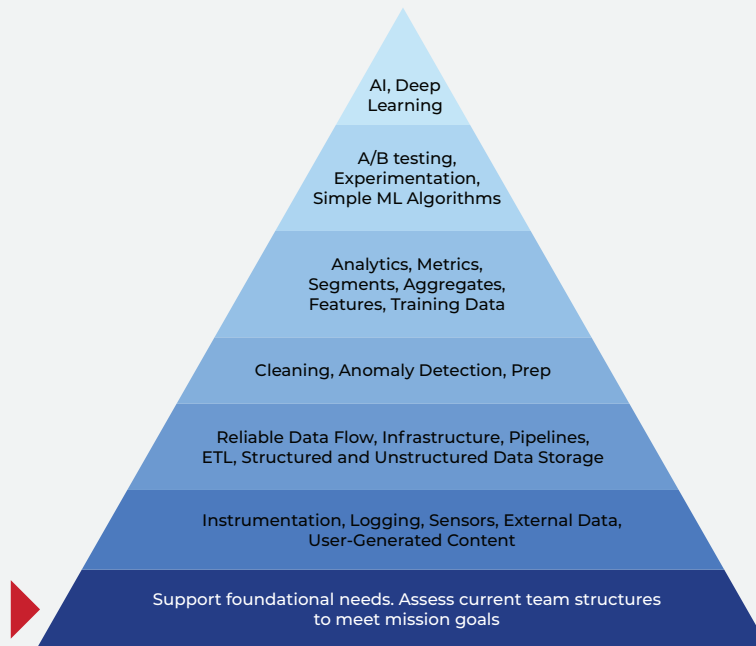 AI, Deep
Learning
A/B testing,
Experimentation,
Simple ML Algorithms
Analytics, Metrics,
Segments, Aggregates,
Features, Training Data
Cleaning, Anomaly Detection, Prep
Reliable Data Flow, Infrastructure, Pipelines,
ETL, Structured and Unstructured Data Storage
Instrumentation, Logging, Sensors, External Data,
User-Generated Content
Support foundational needs. Assess current team structures
to meet mission goals